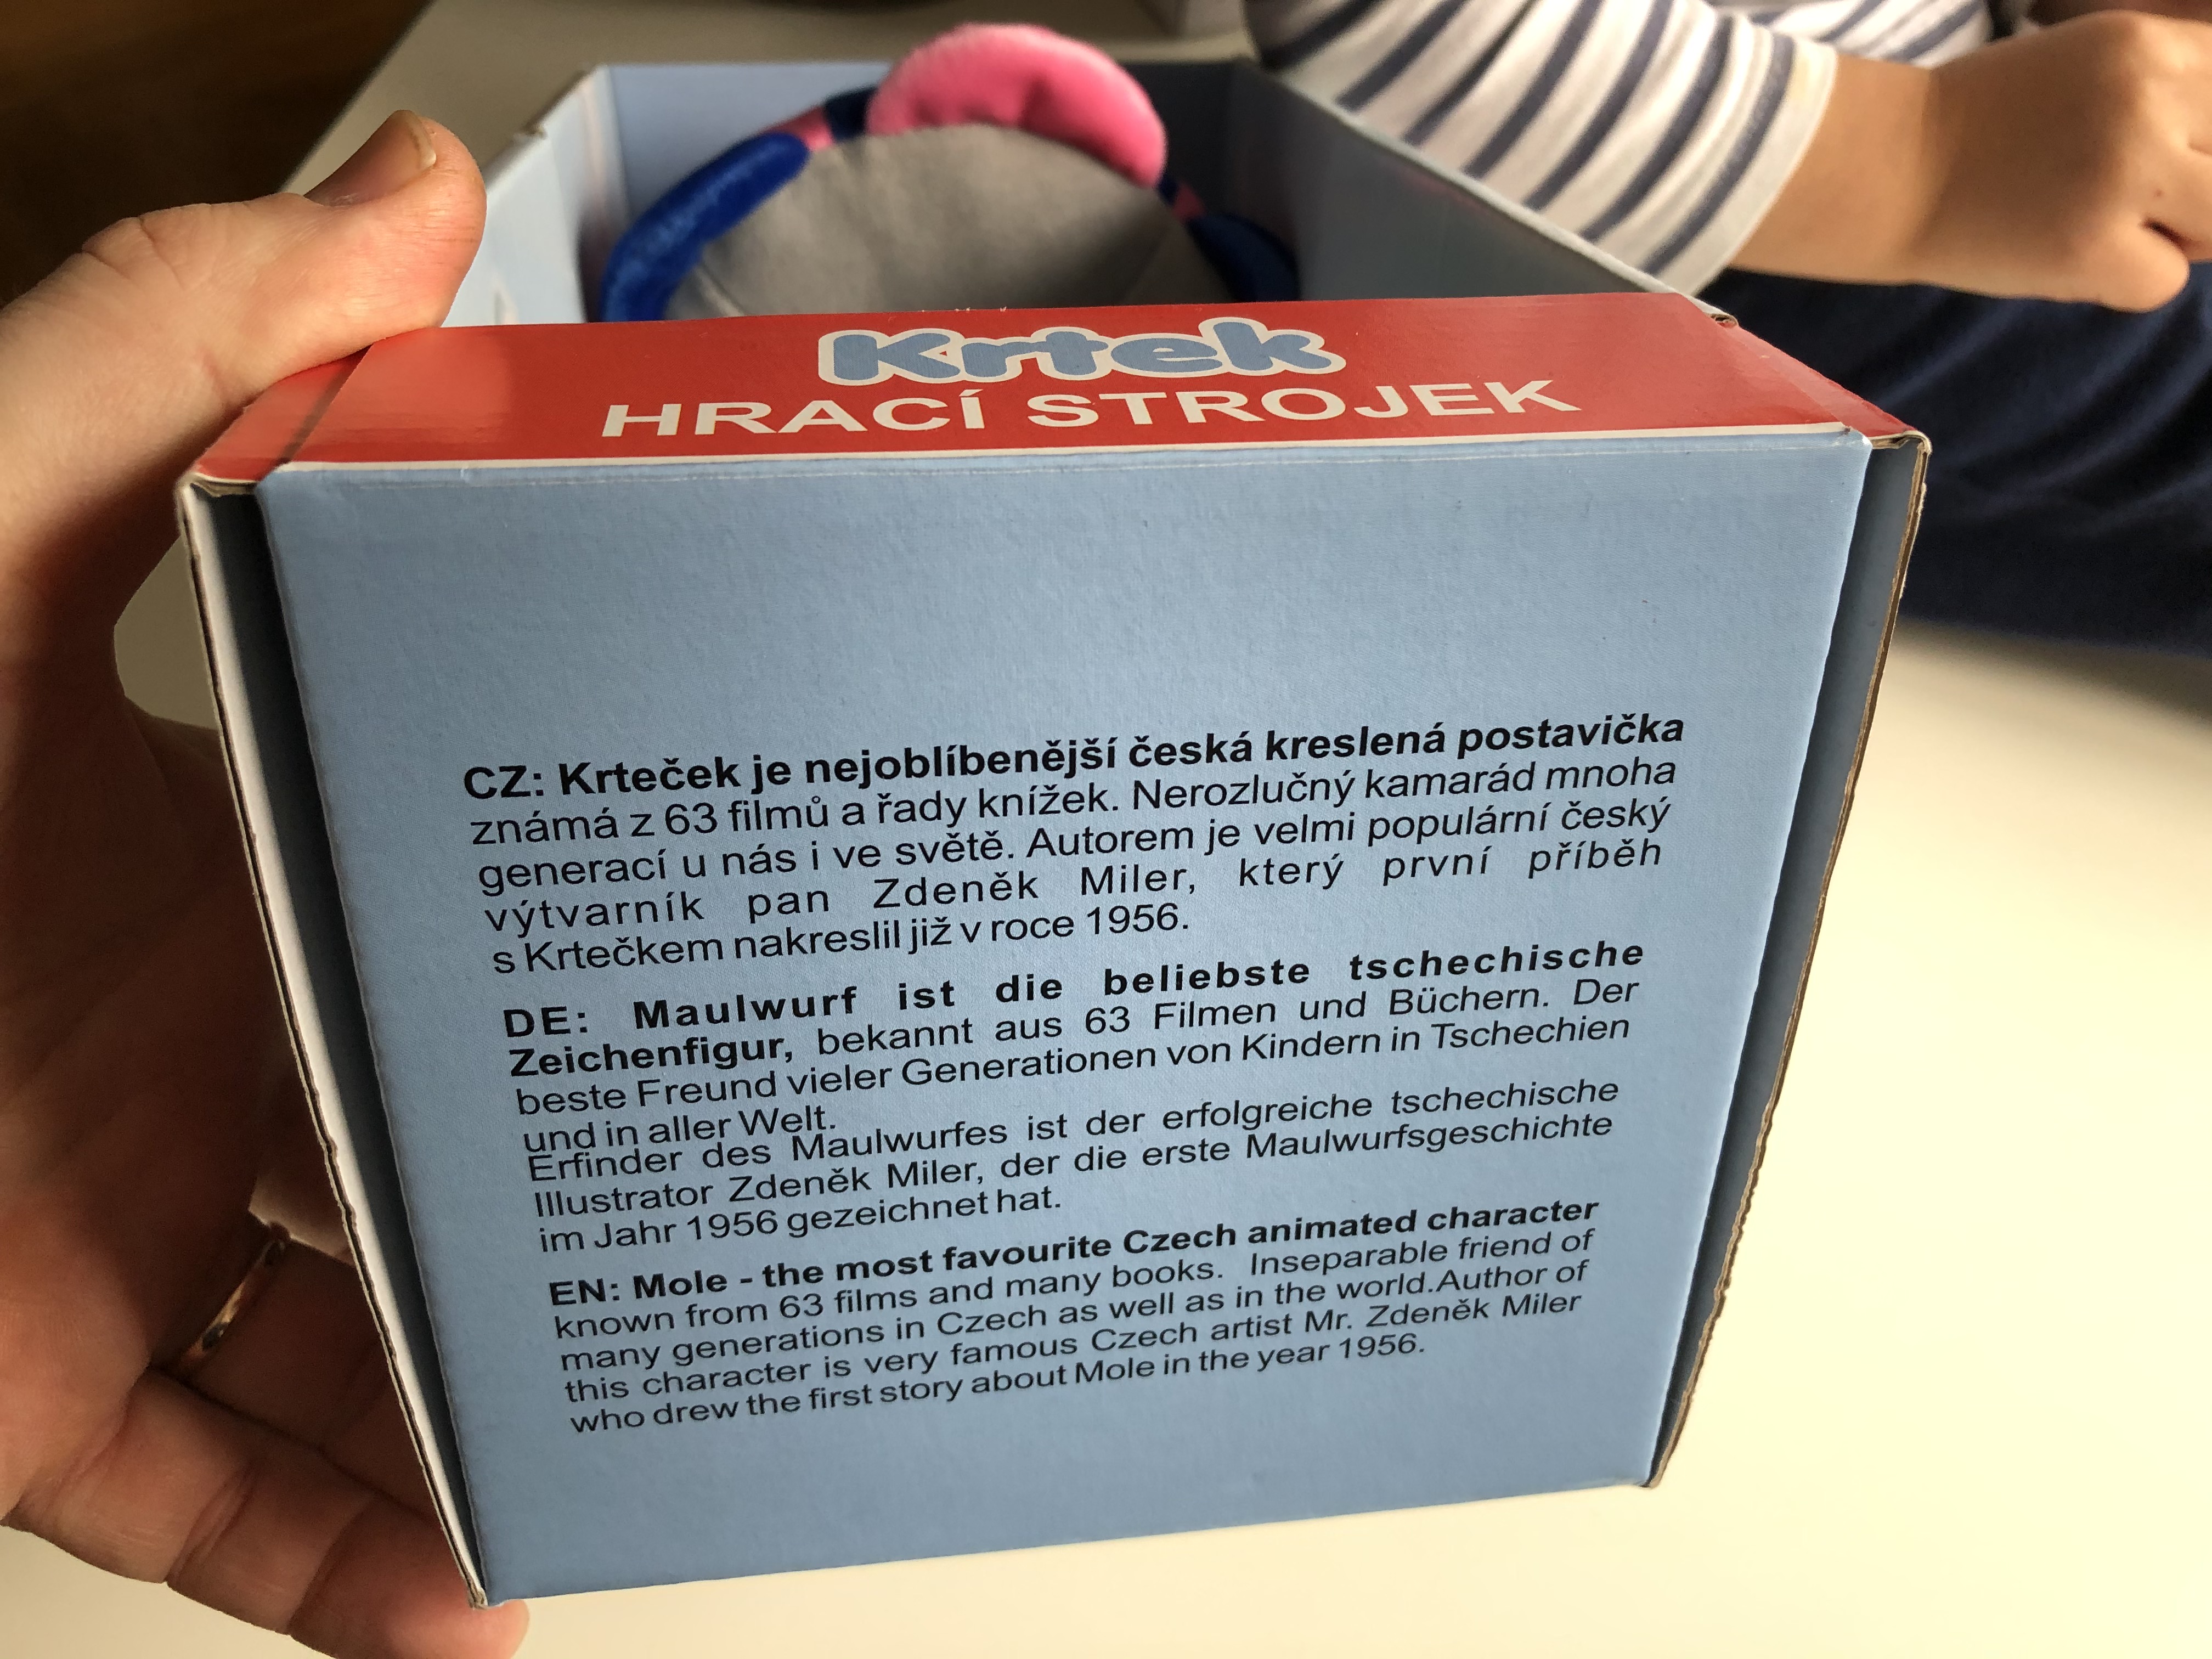 Krtek
HRACÍ STROJEK
CZ: Krteček je nejoblíbenější česká kreslená postavička
známá z 63 filmů a řady knížek. Nerozlučný kamarád mnoha
generací u nás i ve světě. Autorem je velmi populární český
výtvarník pan Zdeněk Miler, který první příběh
s Krtečkem nakreslil již v roce 1956.
DE: Maulwurf ist die beliebste tschechische
Zeichenfigur, bekannt aus 63 Filmen und Büchern. Der
beste Freund vieler Generationen von Kindern in Tschechien
und in aller Welt.
Erfinder des Maulwurfes ist der erfolgreiche tschechische
Illustrator Zdeněk Miler, der die erste Maulwurfsgeschichte
im Jahr 1956 gezeichnet hat.
EN: Mole - the most favourite Czech animated character
known from 63 films and many books. Inseparable friend of
many generations in Czech as well as in the world.Author of
this character is very famous Czech artist Mr. Zdeněk Miler
who drew the first story about Mole in the year 1956.